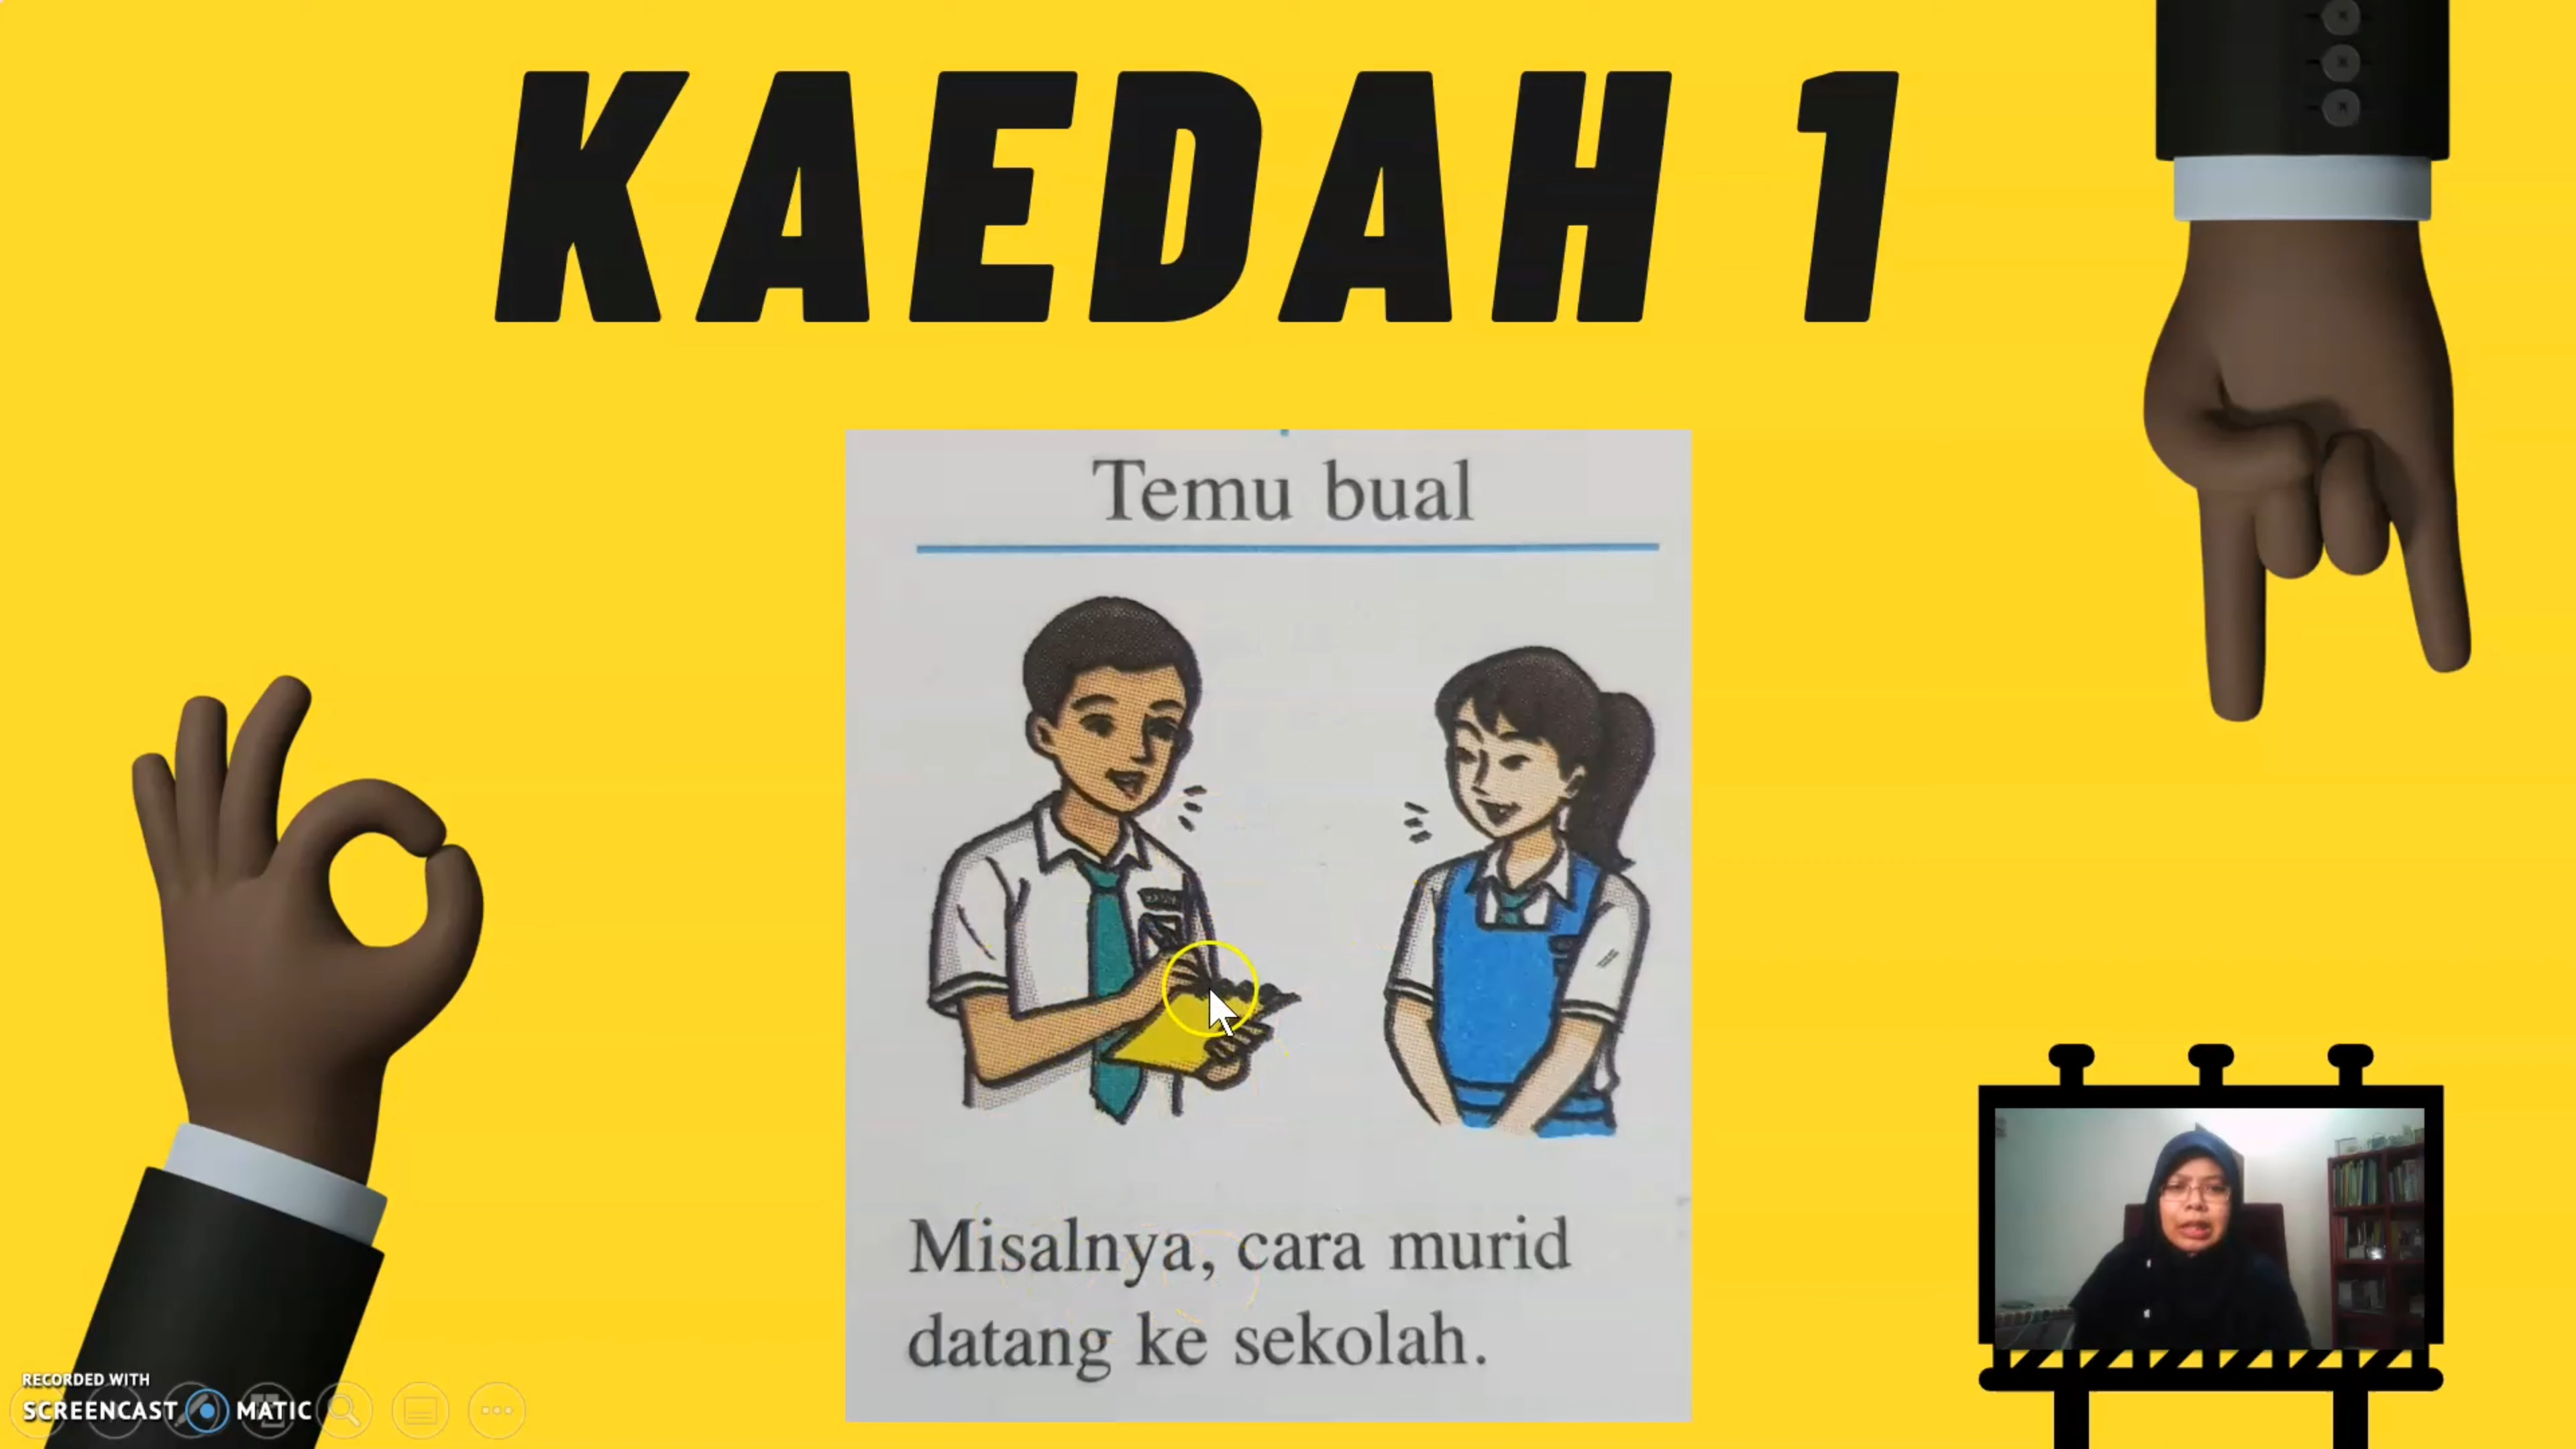 KAEDAH 1
Temu bual
Misalnya, cara murid
datang ke sekolah.
RECORDED WITH
SCREENCAST MATIC